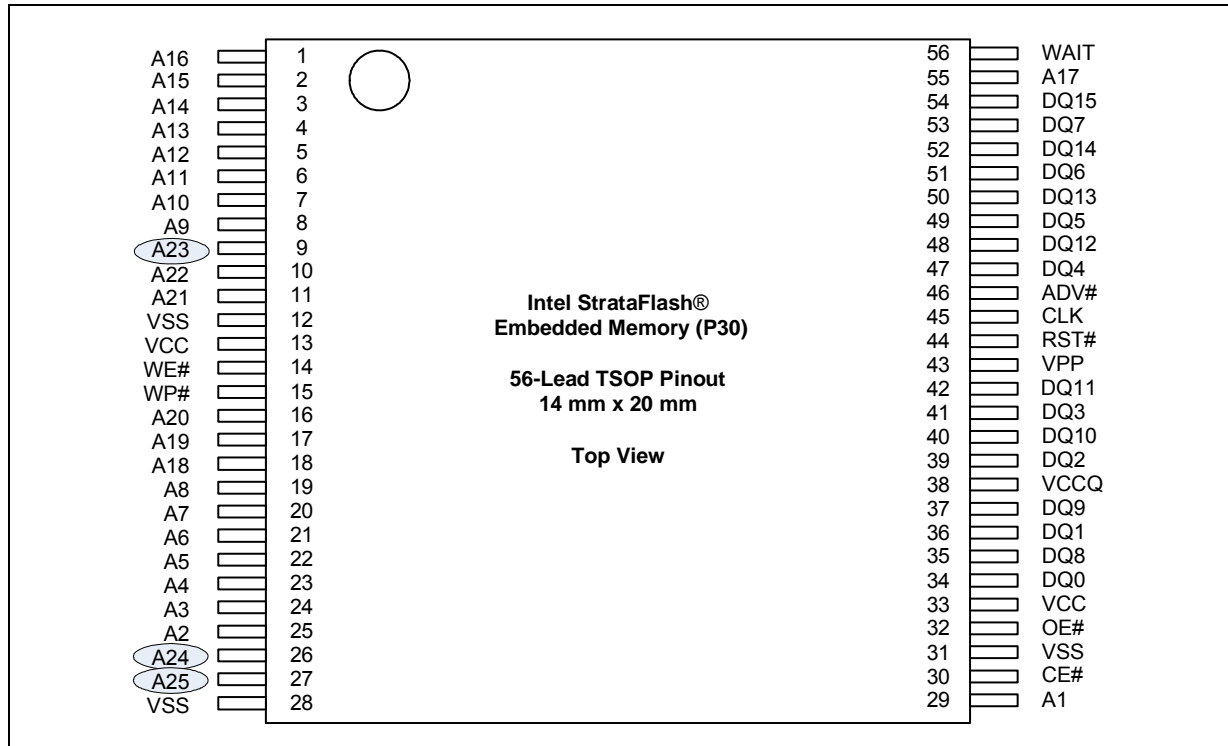 A16 1 56 WAIT
A15 2 55 A17
A14 3 54 DQ15
A13 4 53 DQ7
A12 5 52 DQ14
A11 6 51 DQ6
A10 7 50 DQ13
A9 8 49 DQ5
A23 9 48 DQ12
A22 10 47 DQ4
A21 11 46 ADV#
VSS 12 45 CLK
VCC 13 44 RST#
WE# 14 43 VPP
WP# 15 42 DQ11
A20 16 41 DQ3
A19 17 40 DQ10
A18 18 39 DQ2
A8 19 38 VCCQ
A7 20 37 DQ9
A6 21 36 DQ1
A5 22 35 DQ8
A4 23 34 DQ0
A3 24 33 VCC
A2 25 32 OE#
A24 26 31 VSS
A25 27 30 CE#
VSS 28 29 A1
Intel StrataFlash®
Embedded Memory (P30)
56-Lead TSOP Pinout
14 mm x 20 mm
Top View